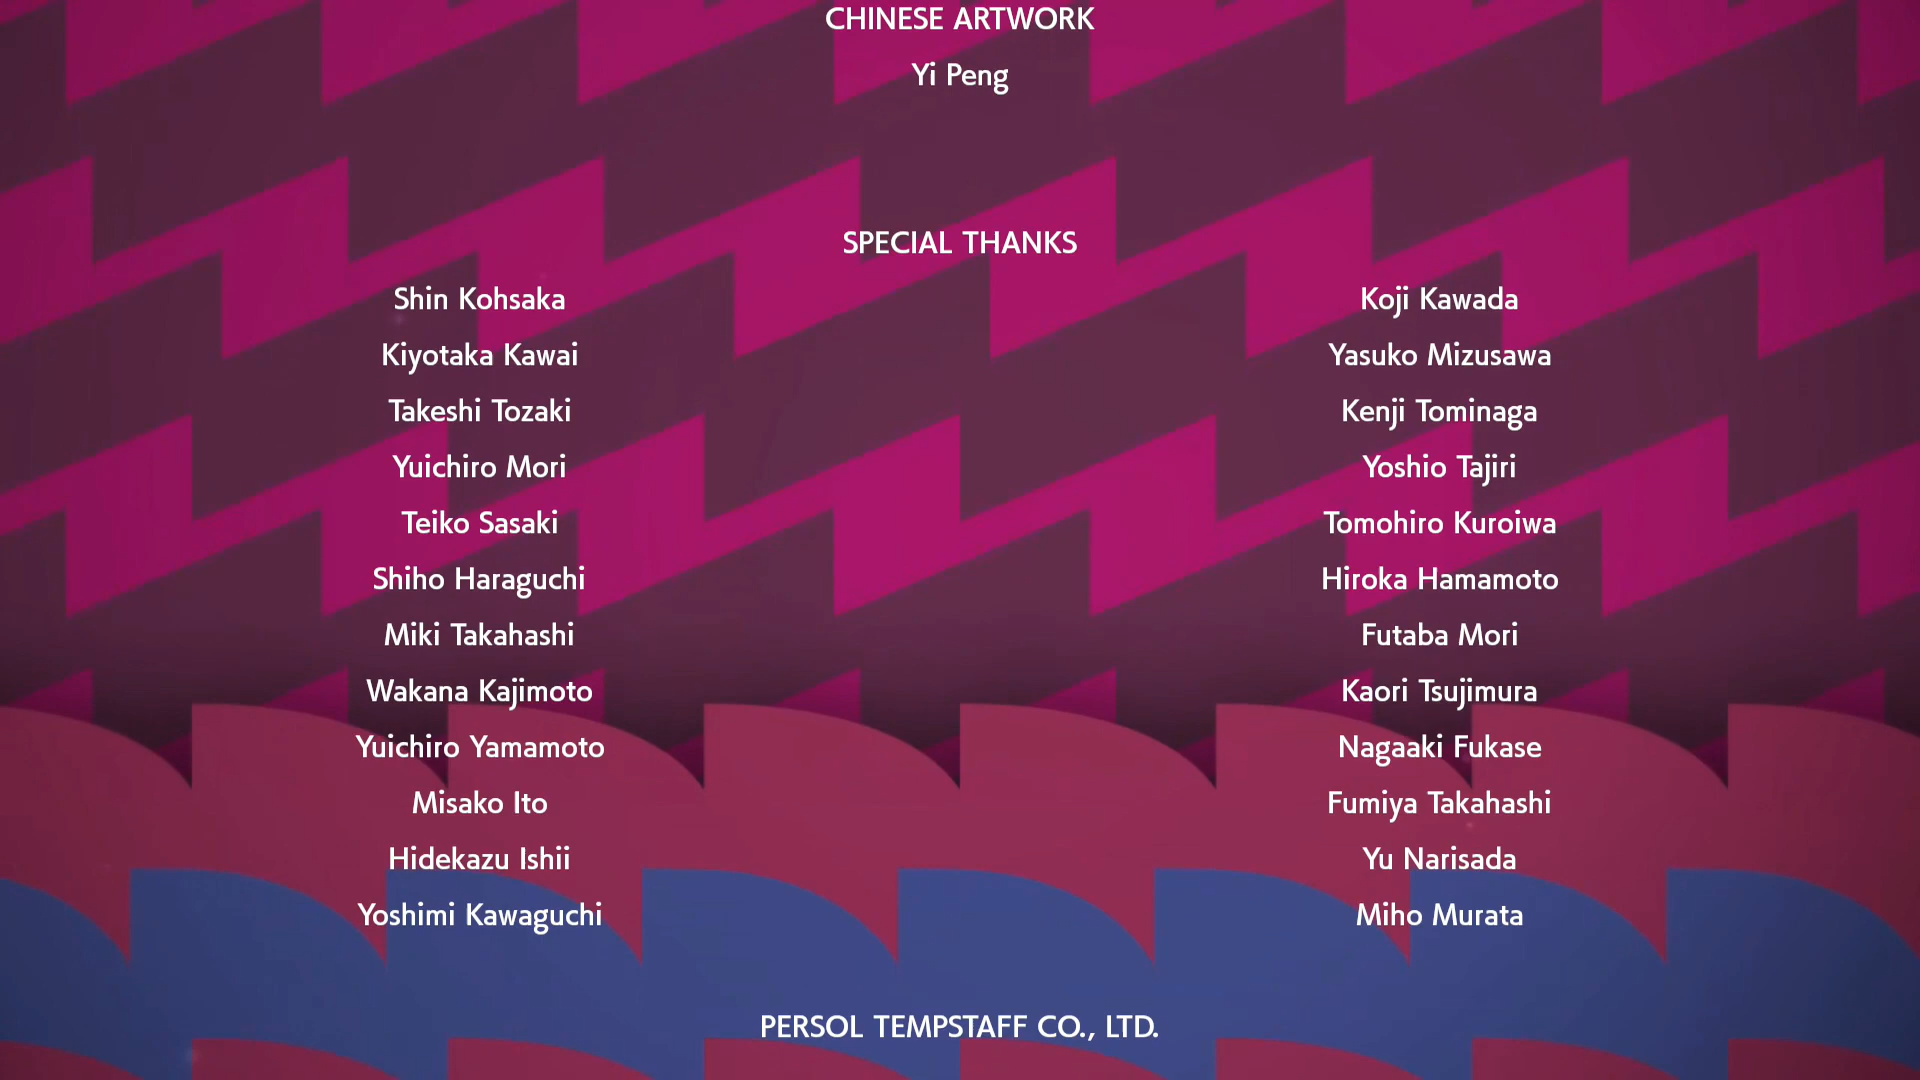 CHINESE ARTWORK
Yi Peng
SPECIAL THANKS
Shin Kohsaka
Koji Kawada
Kiyotaka Kawai
Yasuko Mizusawa
Takeshi Tozaki
Kenji Tominaga
Yuichiro Mori
Yoshio Tajiri
Teiko Sasaki
Tomohiro Kuroiwa
Shiho Haraguchi
Hiroka Hamamoto
Miki Takahashi
Futaba Mori
Wakana Kajimoto
Kaori Tsujimura
Yuichiro Yamamoto
Nagaaki Fukase
Misako Ito
Fumiya Takahashi
Hidekazu Ishii
Yu Narisada
Yoshimi Kawaguchi
Miho Murata
PERSOL TEMPSTAFF CO., LTD.